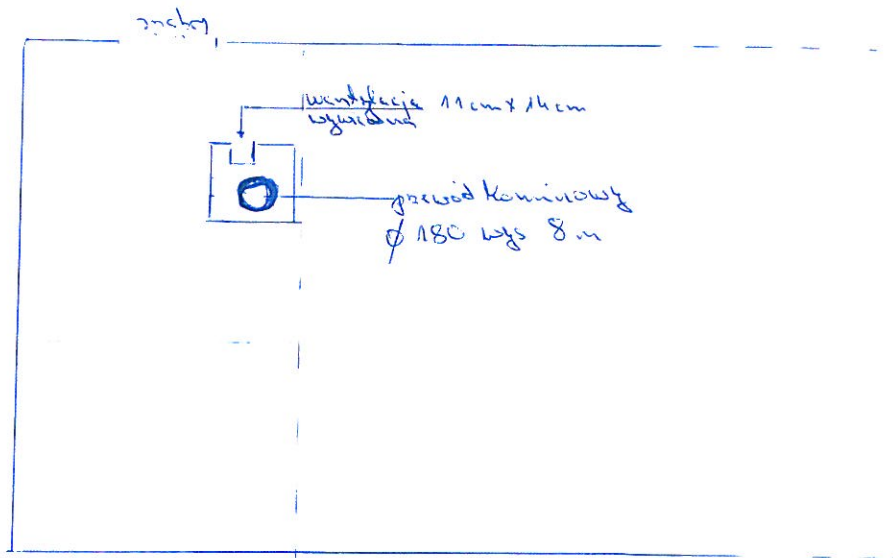 wentylacja 11cm x 14cm
wywiewna
przewód kominowy
ϕ 180 wys 8 m